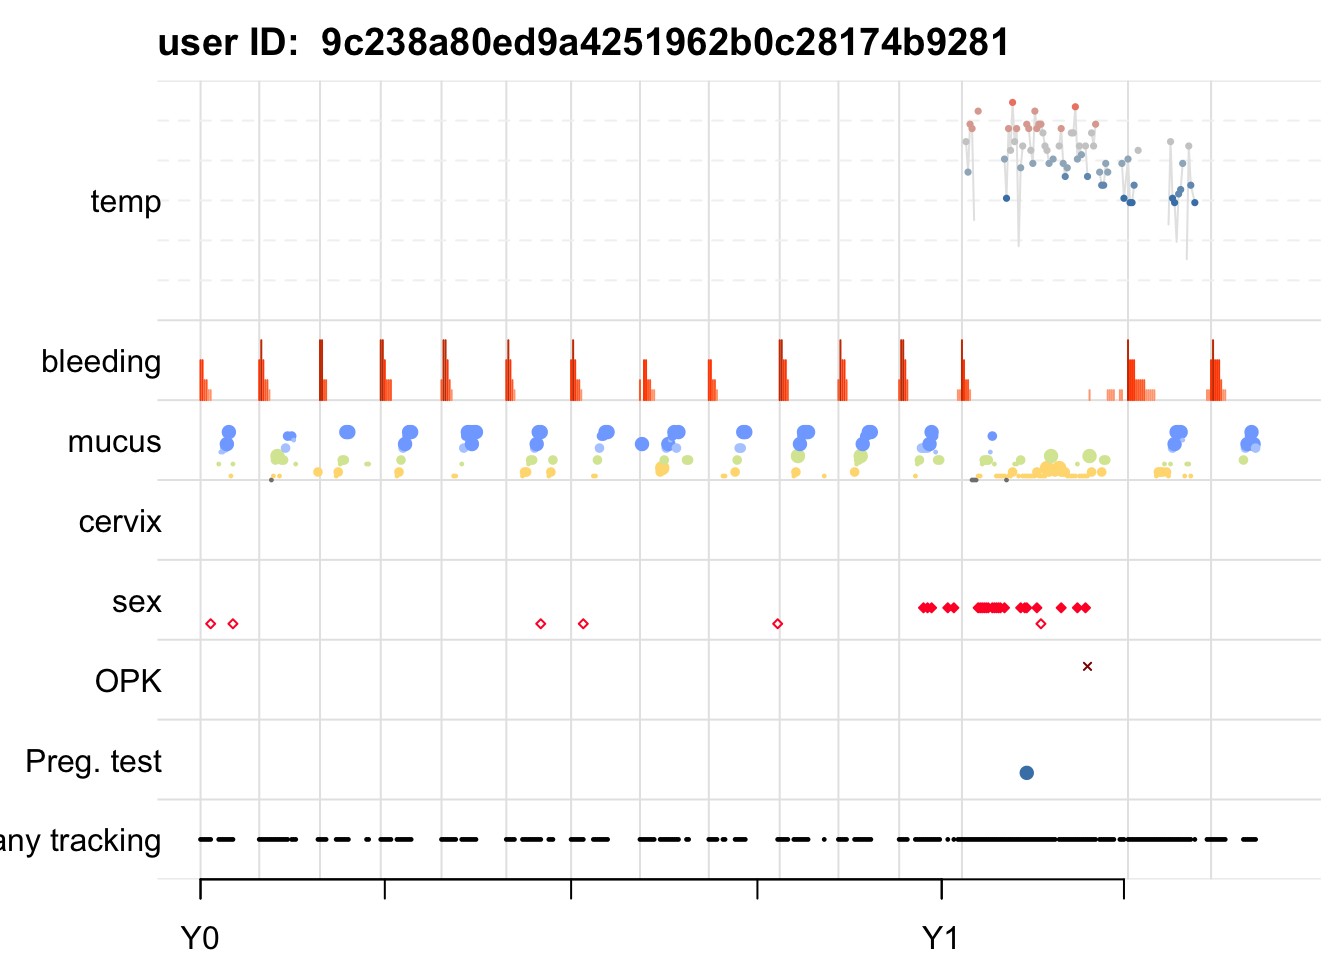 user ID:  9c238a80ed9a4251962b0c28174b9281
temp
bleeding
mucus
cervix
sex
OPK
Preg. test
any tracking
Y0 Y1